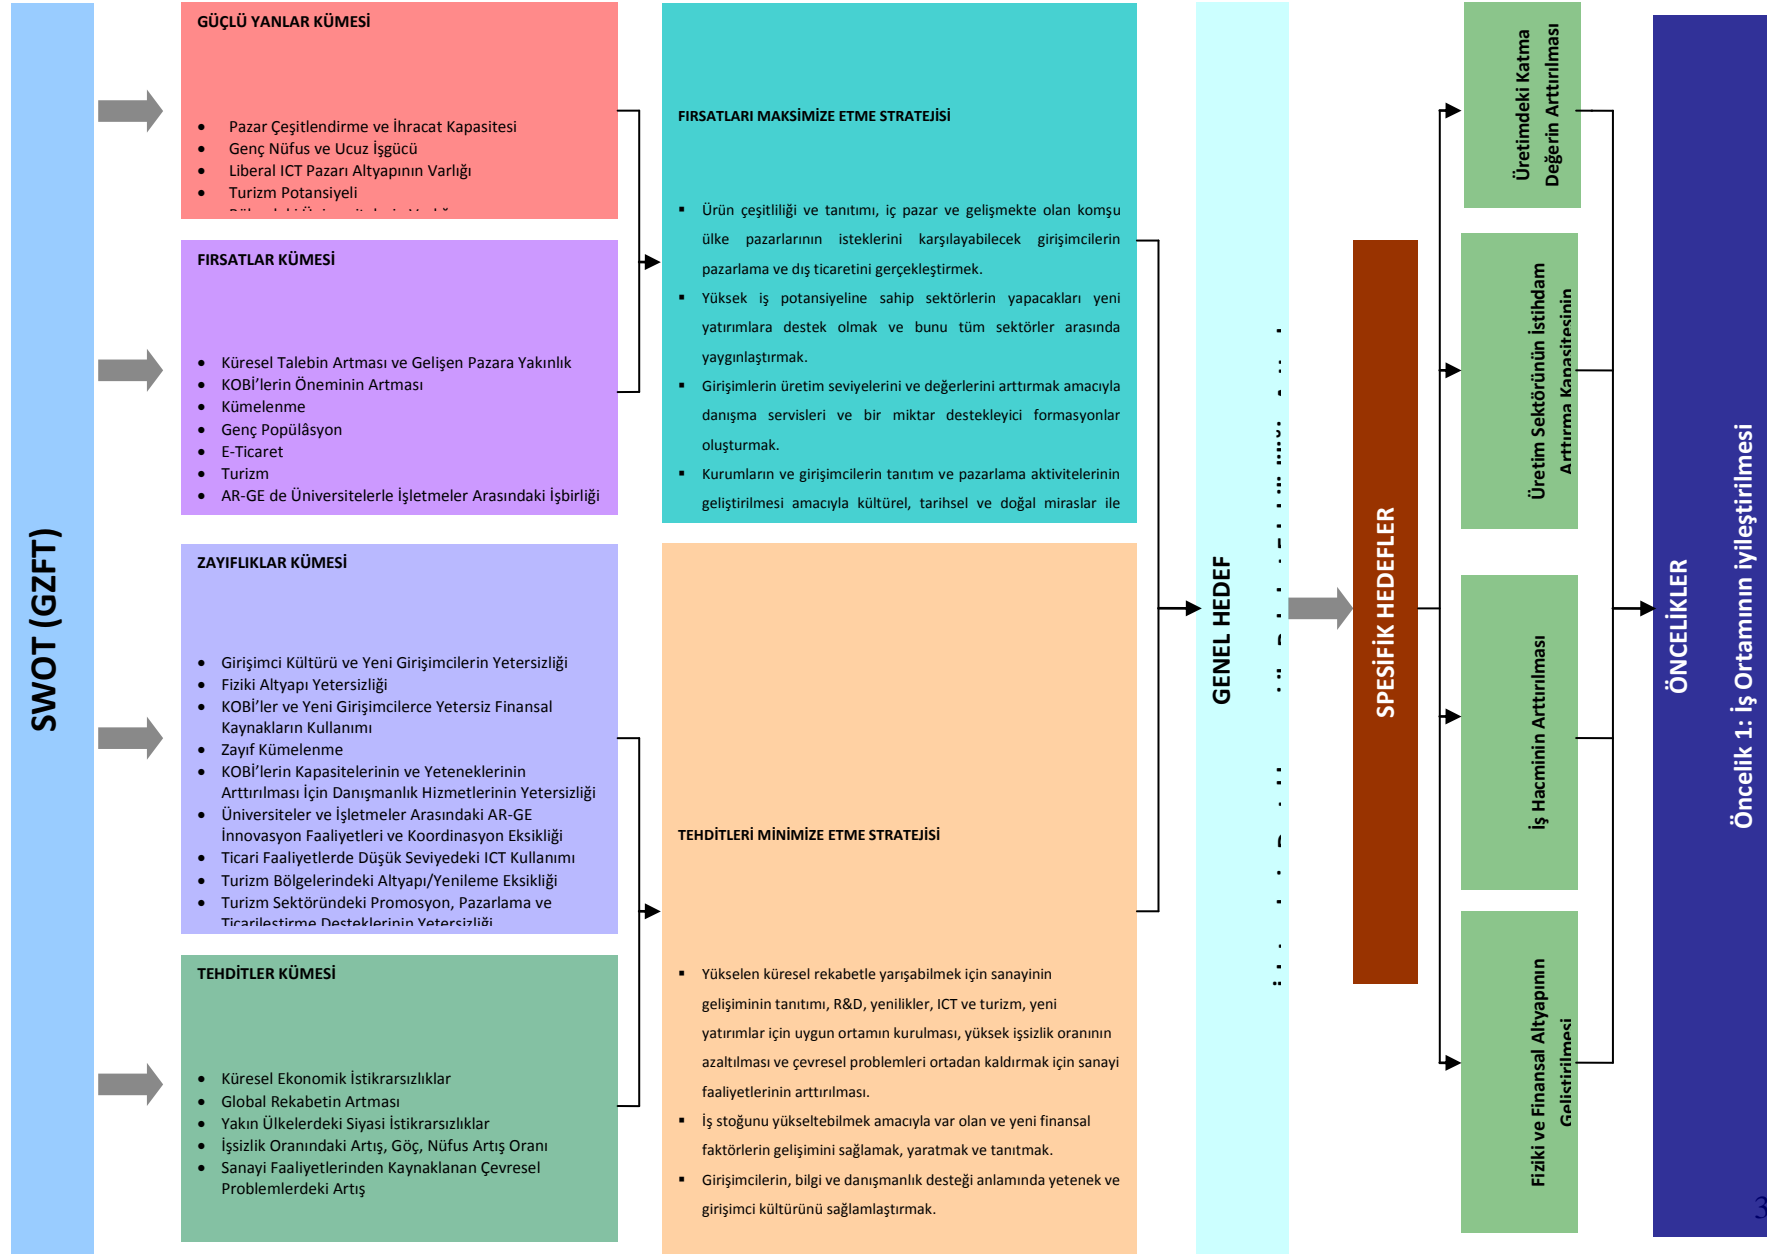 SWOT (GZFT)
GÜÇLÜ YANLAR KÜMESİ
• Pazar Çeşitlendirme ve İhracat Kapasitesi
• Genç Nüfus ve Ucuz İşgücü
• Liberal ICT Pazarı Altyapının Varlığı
• Turizm Potansiyeli
FIRSATLAR KÜMESİ
• Küresel Talebin Artması ve Gelişen Pazara Yakınlık
• KOBİ’lerin Öneminin Artması
• Kümelenme
• Genç Popülâsyon
• E-Ticaret
• Turizm
• AR-GE de Üniversitelerle İşletmeler Arasındaki İşbirliği
ZAYIFLIKLAR KÜMESİ
• Girişimci Kültürü ve Yeni Girişimcilerin Yetersizliği
• Fiziki Altyapı Yetersizliği
• KOBİ’ler ve Yeni Girişimcilerce Yetersiz Finansal
Kaynakların Kullanımı
• Zayıf Kümelenme
• KOBİ’lerin Kapasitelerinin ve Yeteneklerinin
Arttırılması İçin Danışmanlık Hizmetlerinin Yetersizliği
• Üniversiteler ve İşletmeler Arasındaki AR-GE
İnnovasyon Faaliyetleri ve Koordinasyon Eksikliği
• Ticari Faaliyetlerde Düşük Seviyedeki ICT Kullanımı
• Turizm Bölgelerindeki Altyapı/Yenileme Eksikliği
• Turizm Sektöründeki Promosyon, Pazarlama ve
Ticarileştirme Desteklerinin Yetersizliği
TEHDİTLER KÜMESİ
• Küresel Ekonomik İstikrarsızlıklar
• Global Rekabetin Artması
• Yakın Ülkelerdeki Siyasi İstikrarsızlıklar
• İşsizlik Oranındaki Artış, Göç, Nüfus Artış Oranı
• Sanayi Faaliyetlerinden Kaynaklanan Çevresel
Problemlerdeki Artış
FIRSATLARI MAKSİMİZE ETME STRATEJİSİ
▪ Ürün çeşitliliği ve tanıtımı, iç pazar ve gelişmekte olan komşu
ülke pazarlarının isteklerini karşılayabilecek girişimcilerin
pazarlama ve dış ticaretini gerçekleştirmek.
▪ Yüksek iş potansiyeline sahip sektörlerin yapacakları yeni
yatırımlara destek olmak ve bunu tüm sektörler arasında
yaygınlaştırmak.
▪ Girişimlerin üretim seviyelerini ve değerlerini arttırmak amacıyla
danışma servisleri ve bir miktar destekleyici formasyonlar
oluşturmak.
▪ Kurumların ve girişimcilerin tanıtım ve pazarlama aktivitelerinin
geliştirilmesi amacıyla kültürel, tarihsel ve doğal miraslar ile
TEHDİTLERİ MİNİMİZE ETME STRATEJİSİ
▪ Yükselen küresel rekabetle yarışabilmek için sanayinin
gelişiminin tanıtımı, R&D, yenilikler, ICT ve turizm, yeni
yatırımlar için uygun ortamın kurulması, yüksek işsizlik oranının
azaltılması ve çevresel problemleri ortadan kaldırmak için sanayi
faaliyetlerinin arttırılması.
▪ İş stoğunu yükseltebilmek amacıyla var olan ve yeni finansal
faktörlerin gelişimini sağlamak, yaratmak ve tanıtmak.
▪ Girişimcilerin, bilgi ve danışmanlık desteği anlamında yetenek ve
girişimci kültürünü sağlamlaştırmak.
GENEL HEDEF
SPESİFİK HEDEFLER
Üretimdeki Katma
Değerin Arttırılması
Üretim Sektörünün İstihdam
Arttırma Kapasitesinin
İş Hacminin Arttırılması
Fiziki ve Finansal Altyapının
Geliştirilmesi
ÖNCELİKLER
Öncelik 1: İş Ortamının iyileştirilmesi
3